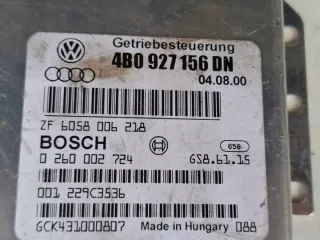 Getriebesteuerung
4B0 927 156 DN
04.08.00
ZF 6058 006 218
BOSCH
658
0 260 002 724
GS8.61.15
001 229C3536
GCK431000807 Made in Hungary 088